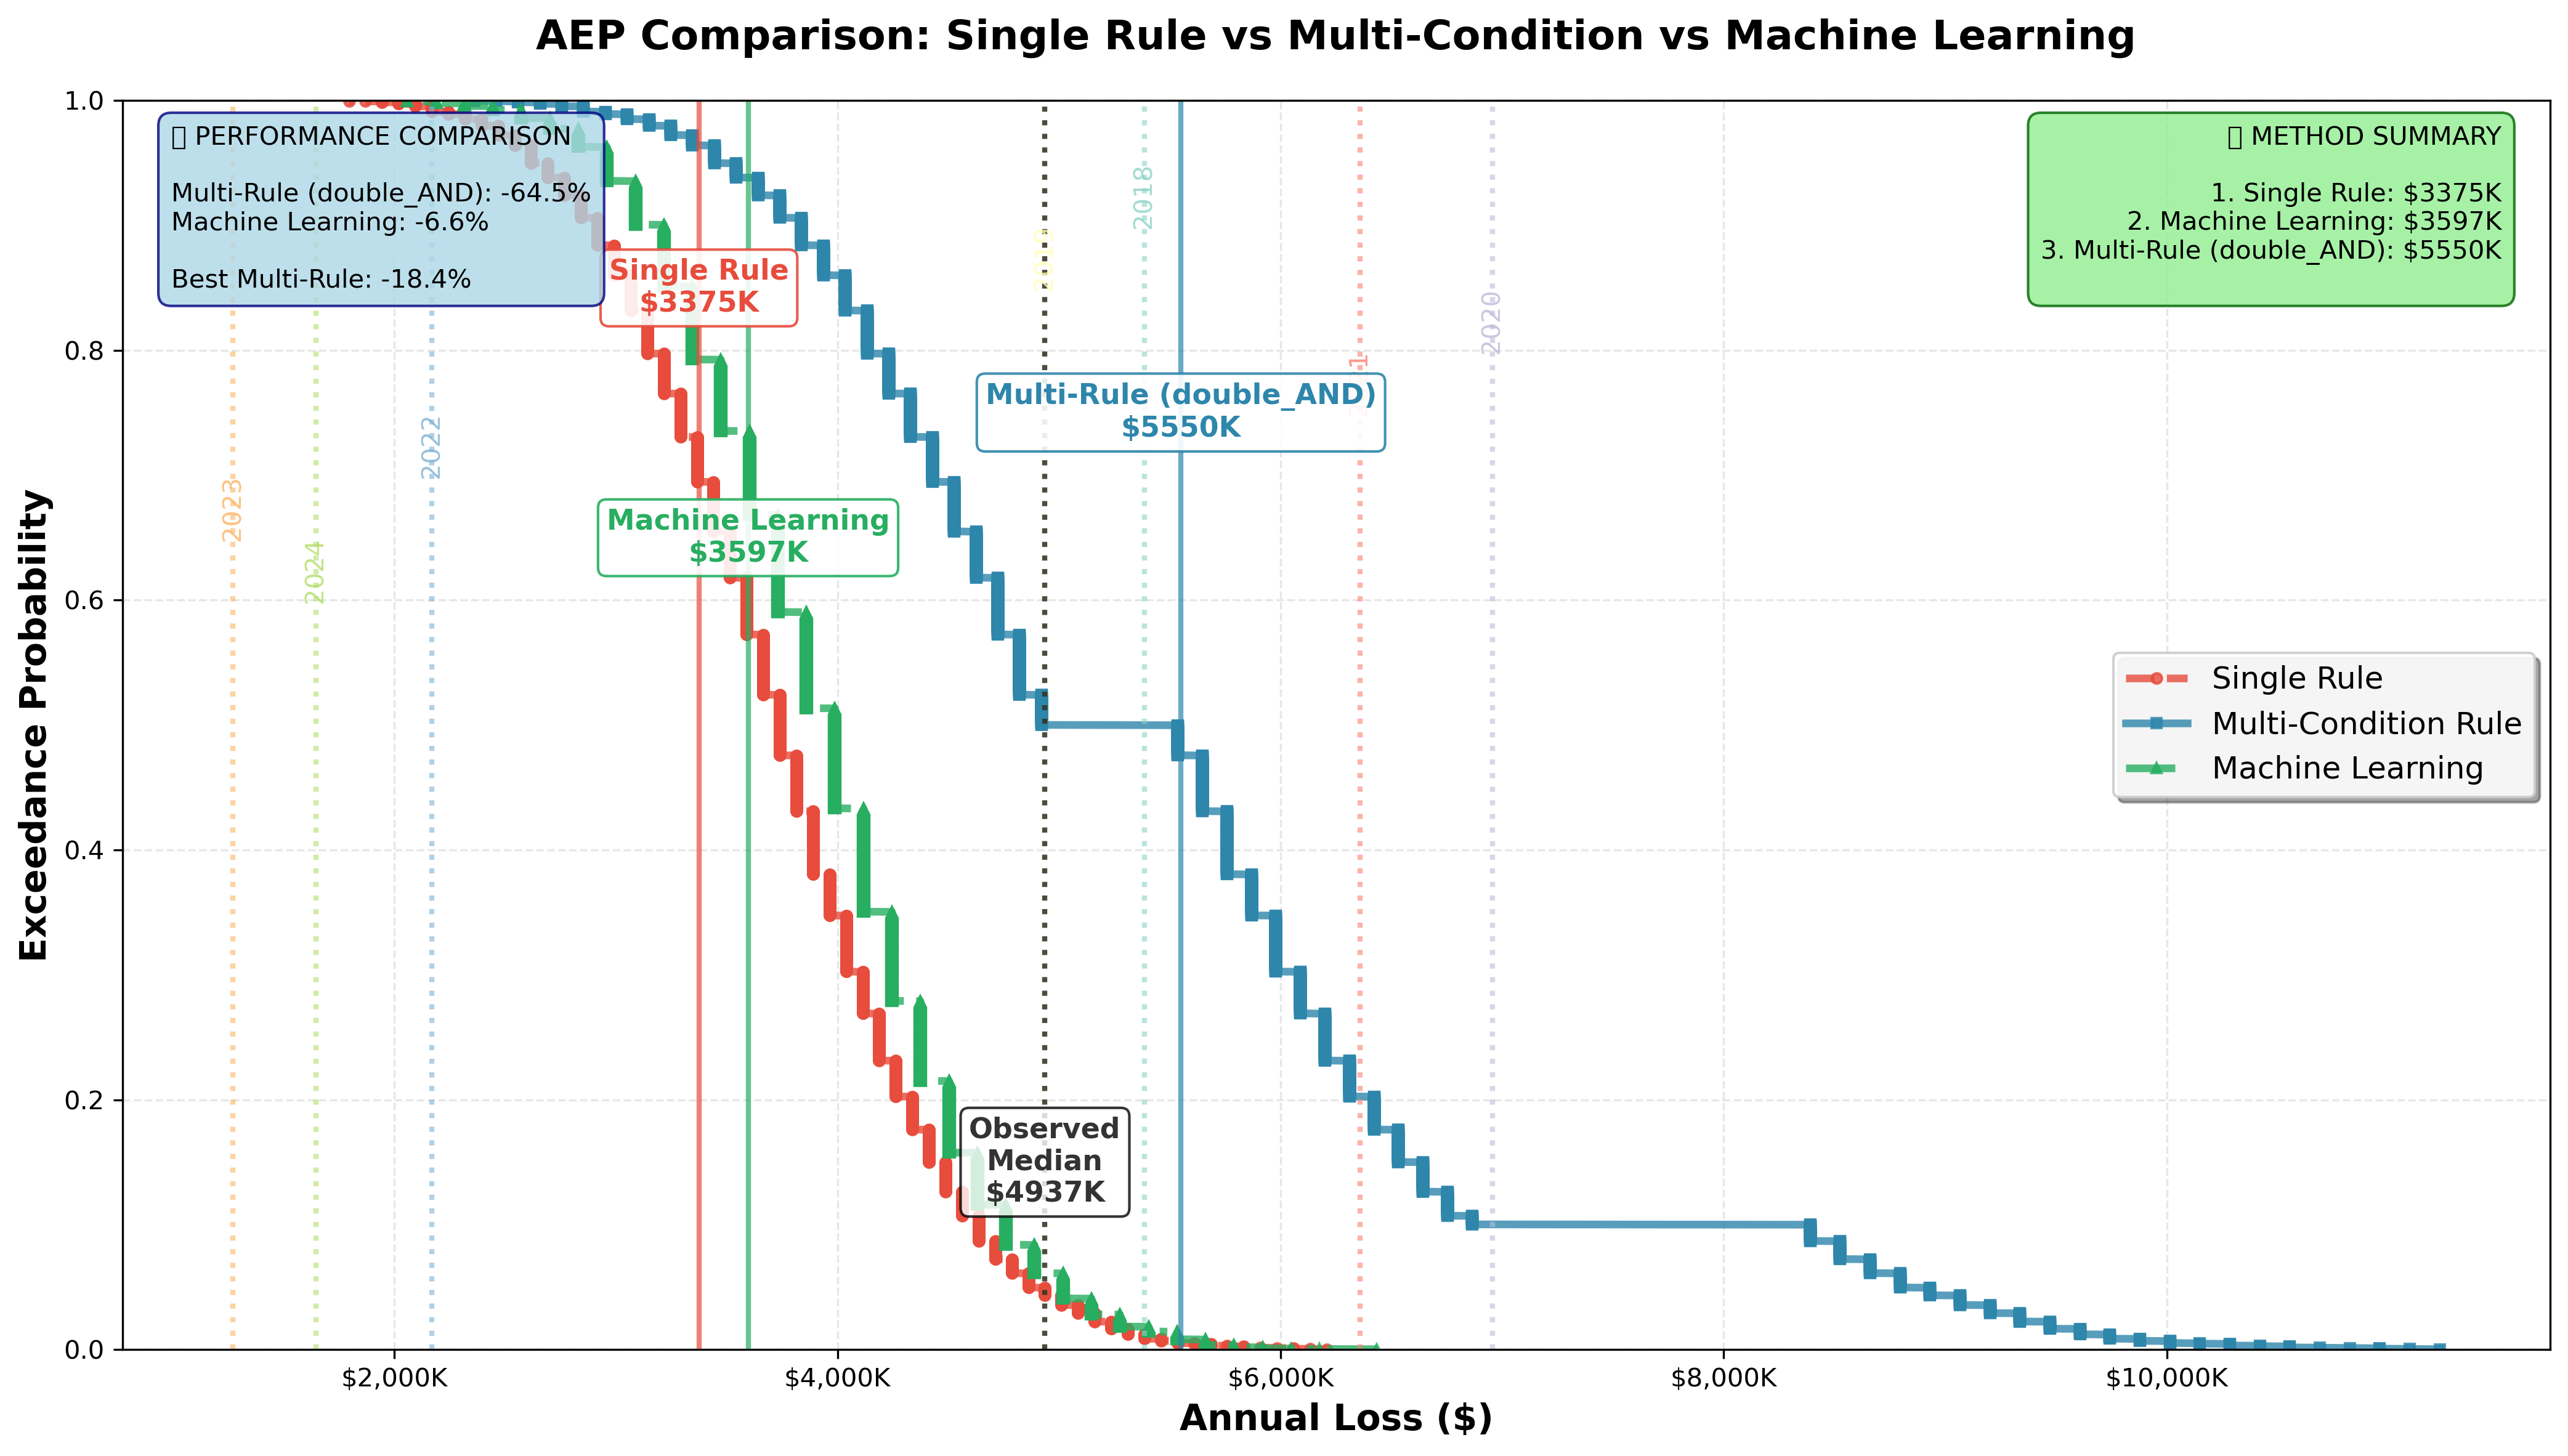 AEP Comparison: Single Rule vs Multi-Condition vs Machine Learning
Exceedance Probability
1.0
0.8
0.6
0.4
0.2
0.0
PERFORMANCE COMPARISON
Multi-Rule (double_AND): -64.5%
Machine Learning: -6.6%
Best Multi-Rule: -18.4%
METHOD SUMMARY
1. Single Rule: $3375K
2. Machine Learning: $3597K
3. Multi-Rule (double_AND): $5550K
2018
Single Rule
$3375K
2020
Multi-Rule (double_AND)
$5550K
2022
2023
2024
Machine Learning
$3597K
Single Rule
Multi-Condition Rule
Machine Learning
Observed
Median
$4937K
$2,000K
$4,000K
$6,000K
$8,000K
$10,000K
Annual Loss ($)